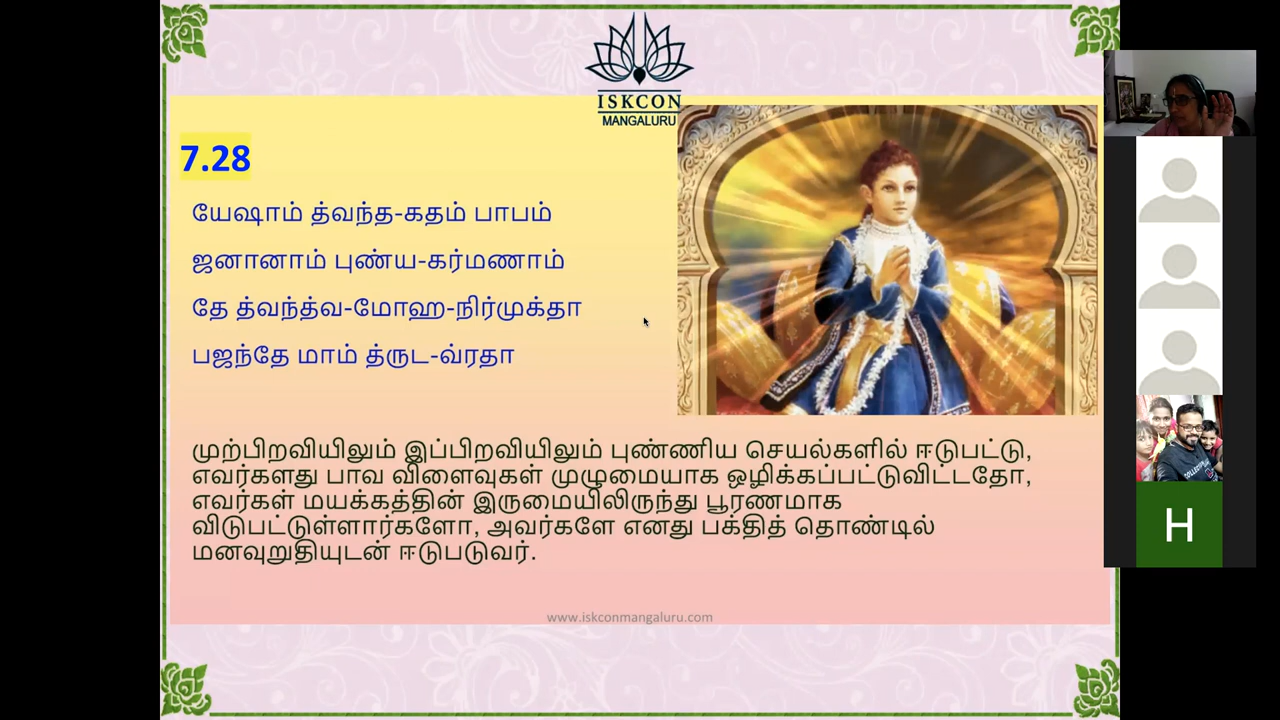 ISKCON
MANGALURU
7.28
யேஷாம் த்வந்த-கதம் பாபம்
ஜனானாம் புண்ய-கர்மணாம்
தே த்வந்த்வ-மோஹ-நிர்முக்தா
பஜந்தே மாம் த்ருட-வ்ரதா
முற்பிறவியிலும் இப்பிறவியிலும் புண்ணிய செயல்களில் ஈடுபட்டு,
எவர்களது பாவ விளைவுகள் முழுமையாக ஒழிக்கப்பட்டுவிட்டதோ,
எவர்கள் மயக்கத்தின் இருமையிலிருந்து பூரணமாக
விடுபட்டுள்ளார்களோ, அவர்களே எனது பக்தித் தொண்டில்
மனவுறுதியுடன் ஈடுபடுவர்.
www.iskconmangaluru.com
H